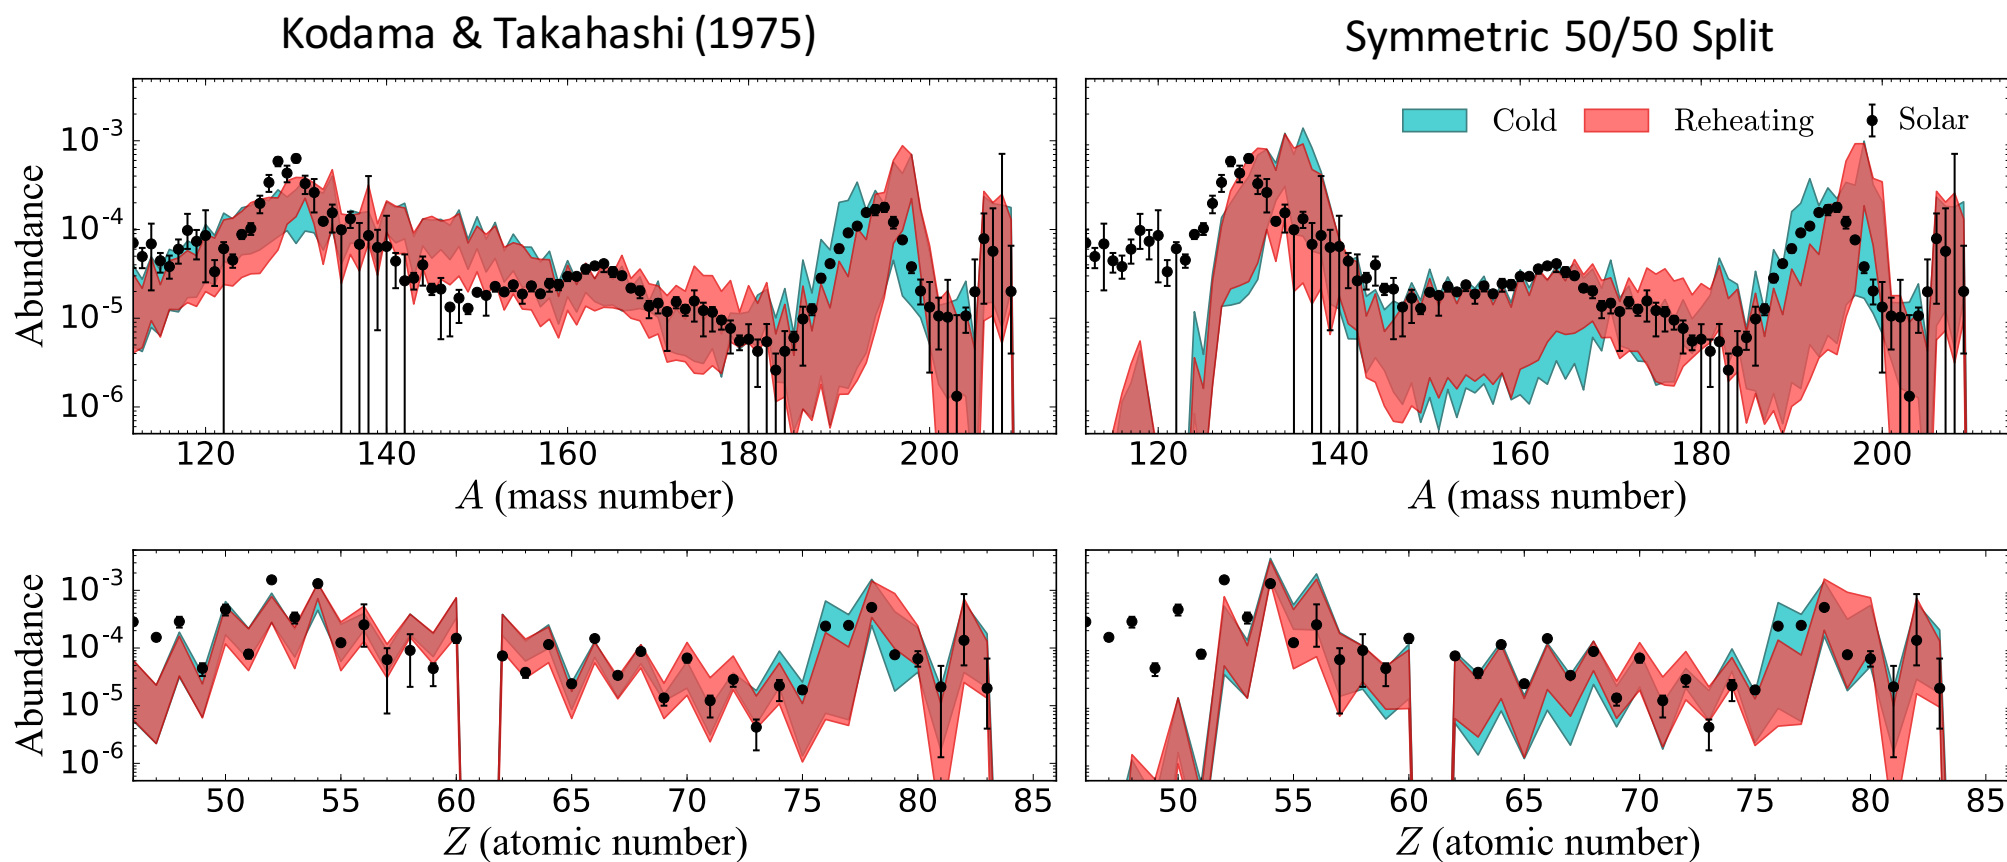 Kodama & Takahashi (1975)
Symmetric 50/50 Split
Cold
Reheating
Solar
Abundance
10⁻³
10⁻⁴
10⁻⁵
10⁻⁶
120 140 160 180 200
A (mass number)
120 140 160 180 200
A (mass number)
Abundance
10⁻³
10⁻⁴
10⁻⁵
10⁻⁶
50 55 60 65 70 75 80 85
Z (atomic number)
50 55 60 65 70 75 80 85
Z (atomic number)